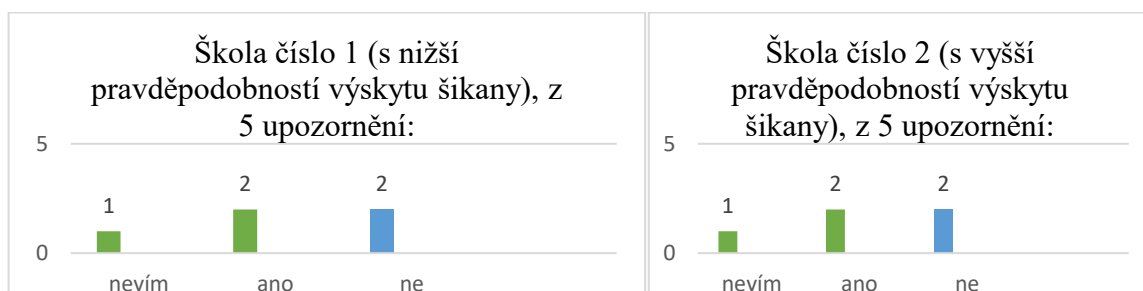 Škola číslo 1 (s nižší
pravděpodobností výskytu šikany), z
5 upozornění:
5
1
2
2
0
nevím
ano
ne
Škola číslo 2 (s vyšší
pravděpodobností výskytu
šikany), z 5 upozornění:
5
1
2
2
0
nevím
ano
ne